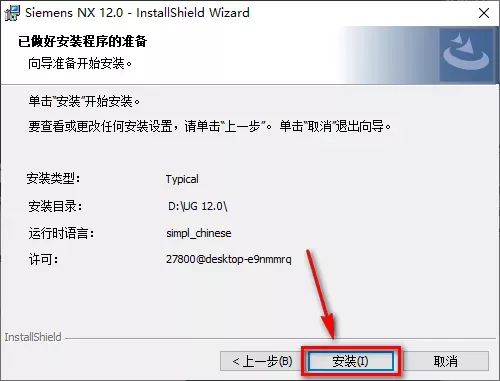 Siemens NX 12.0 - InstallShield Wizard
已做好安装程序的准备
向导准备开始安装。
单击“安装”开始安装。
要查看或更改任何安装设置，请单击“上一步”。 单击“取消”退出向导。
安装类型： Typical
安装目录： D:\UG 12.0\
运行时语言： simpl_chinese
许可： 27800@desktop-e9nmmrq
InstallShield
< 上一步(B) 安装(I) 取消